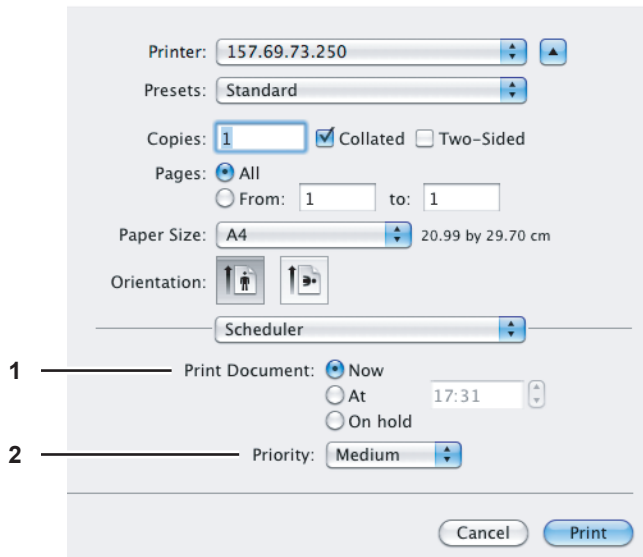 Printer: 157.69.73.250
Presets: Standard
Copies: 1 Collated Two-Sided
Pages: All
From: 1 to: 1
Paper Size: A4 20.99 by 29.70 cm
Orientation:
Scheduler
1 Print Document: Now
At 17:31
On hold
2 Priority: Medium
Cancel Print